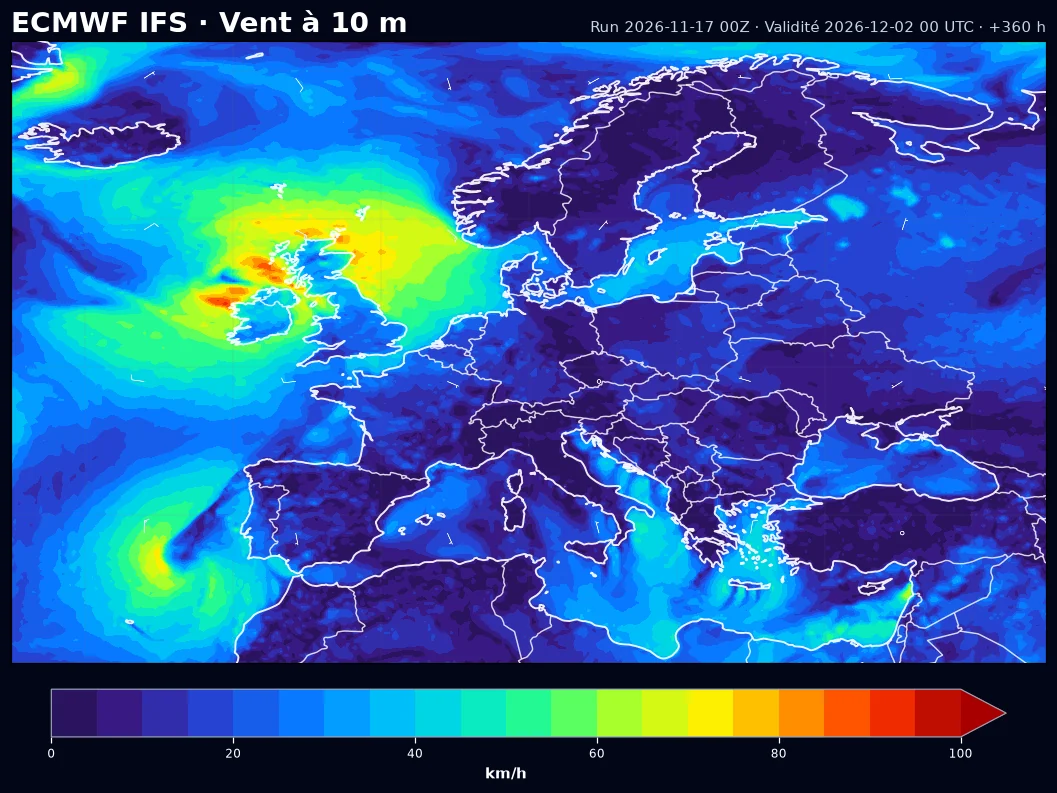 ECMWF IFS · Vent à 10 m
Run 2026-11-17 00Z · Validité 2026-12-02 00 UTC · +360 h
0 20 40 60 80 100
km/h